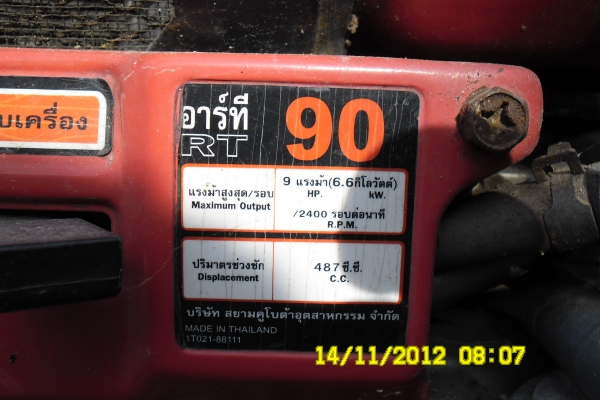 บเครื่อง
อาร์ที 90
RT
แรงม้าสูงสุด/รอบ 9 แรงม้า(6.6กิโลวัตต์)
Maximum Output HP. kW.
/2400 รอบต่อนาที
R.P.M.
ปริมาตรช่วงชัก 487 ซี.ซี.
Displacement C.C.
บริษัท สยามคูโบต้าอุตสาหกรรม จำกัด
MADE IN THAILAND
1T021-88111
14/11/2012 08:07